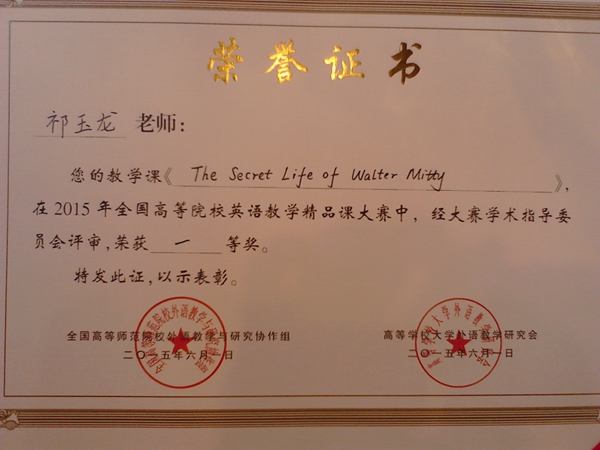 荣誉证书
祁玉龙 老师：
您的教学课《 The Secret Life of Walter Mitty 》，
在2015年全国高等院校英语教学精品课大赛中，经大赛学术指导委
员会评审，荣获 一 等奖。
特发此证，以示表彰。
全国高等师范院校外语教学与研究协作组
高等学校大学外语教学研究会
二〇一五年六月一日
二〇一五年六月一日